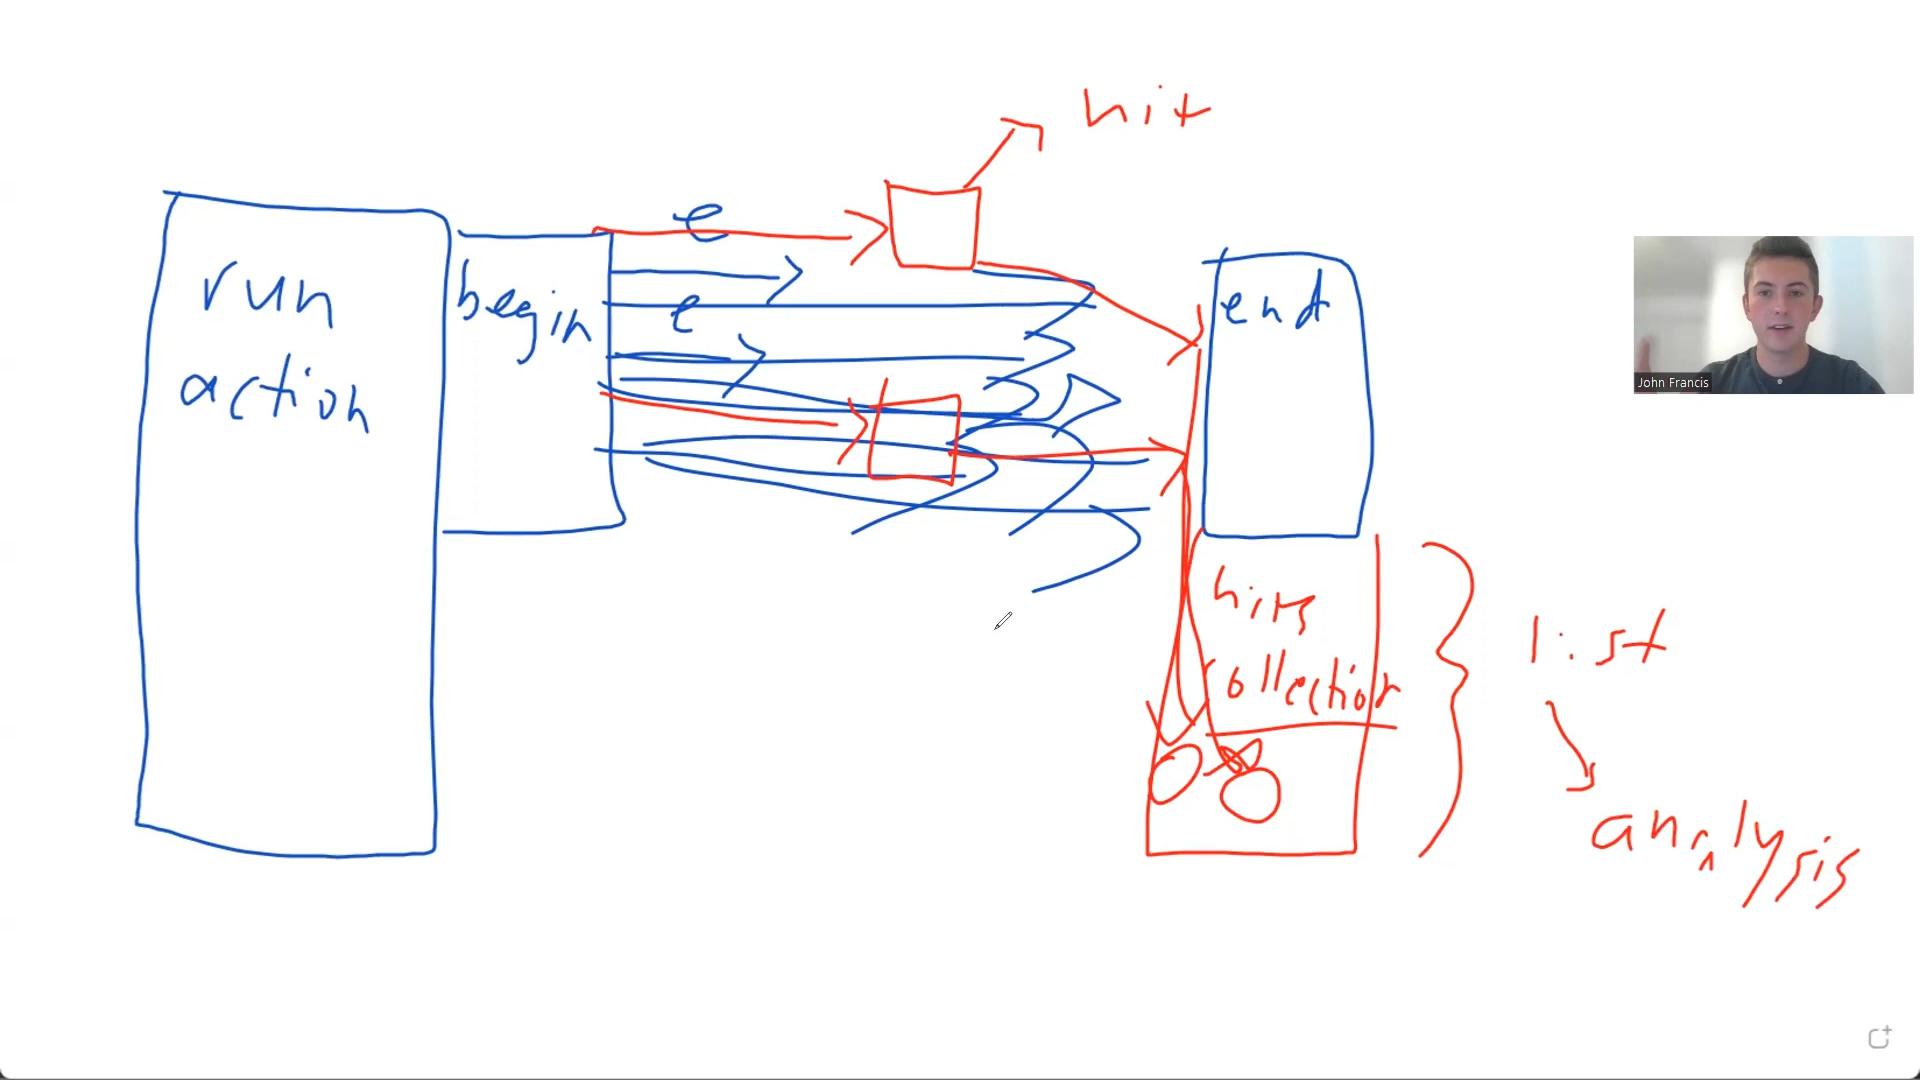 hit
e
run
action
begin
e
end
John Francis
hits
collection
list
analysis